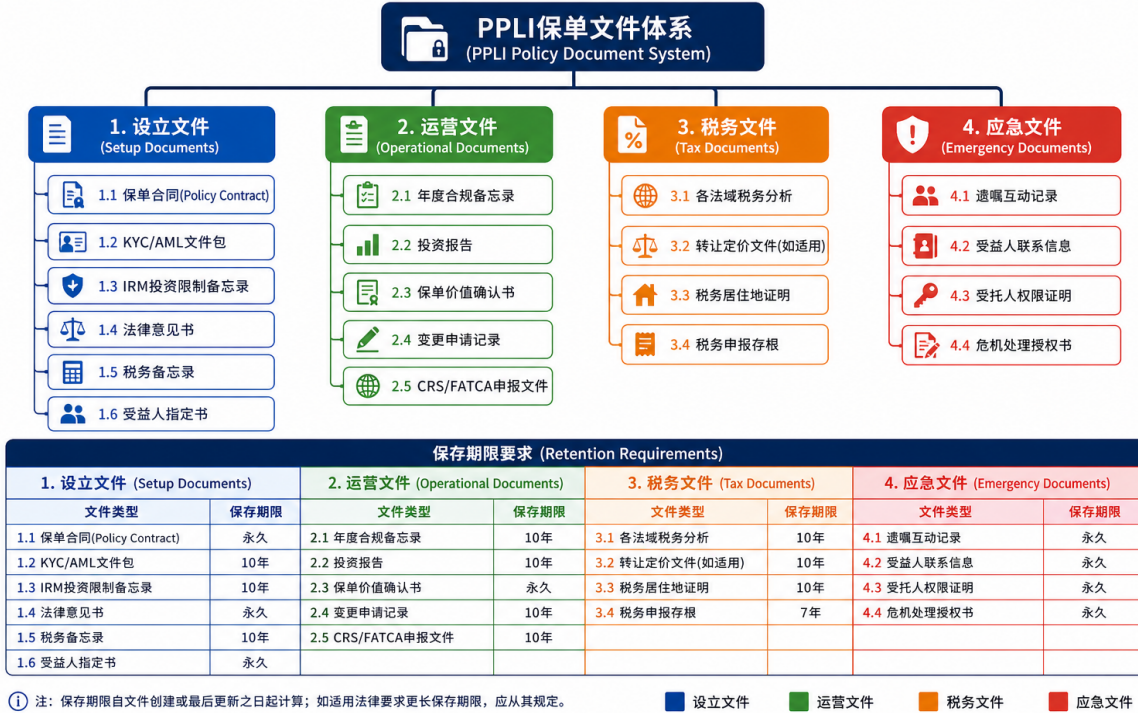 PPLI保单文件体系
(PPLI Policy Document System)
1. 设立文件
(Setup Documents)
1.1 保单合同(Policy Contract)
1.2 KYC/AML文件包
1.3 IRM投资限制备忘录
1.4 法律意见书
1.5 税务备忘录
1.6 受益人指定书
2. 运营文件
(Operational Documents)
2.1 年度合规备忘录
2.2 投资报告
2.3 保单价值确认书
2.4 变更申请记录
2.5 CRS/FATCA申报文件
3. 税务文件
(Tax Documents)
%
3.1 各法域税务分析
3.2 转让定价文件(如适用)
3.3 税务居住地证明
3.4 税务申报存根
4. 应急文件
(Emergency Documents)
4.1 遗嘱互动记录
4.2 受益人联系信息
4.3 受托人权限证明
4.4 危机处理授权书
保存期限要求 (Retention Requirements)
1. 设立文件 (Setup Documents)
文件类型 保存期限
1.1 保单合同(Policy Contract) 永久
1.2 KYC/AML文件包 10年
1.3 IRM投资限制备忘录 10年
1.4 法律意见书 永久
1.5 税务备忘录 10年
1.6 受益人指定书 永久
2. 运营文件 (Operational Documents)
文件类型 保存期限
2.1 年度合规备忘录 10年
2.2 投资报告 10年
2.3 保单价值确认书 永久
2.4 变更申请记录 10年
2.5 CRS/FATCA申报文件 10年
3. 税务文件 (Tax Documents)
文件类型 保存期限
3.1 各法域税务分析 10年
3.2 转让定价文件(如适用) 10年
3.3 税务居住地证明 10年
3.4 税务申报存根 7年
4. 应急文件 (Emergency Documents)
文件类型 保存期限
4.1 遗嘱互动记录 永久
4.2 受益人联系信息 永久
4.3 受托人权限证明 永久
4.4 危机处理授权书 永久
注：保存期限自文件创建或最后更新之日起计算；如适用法律要求更长保存期限，应从其规定。
设立文件 运营文件 税务文件 应急文件